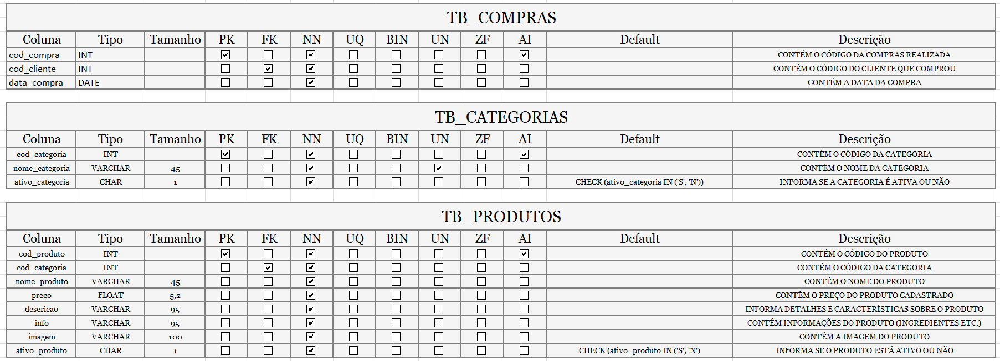 TB_COMPRAS
Coluna Tipo Tamanho PK FK NN UQ BIN UN ZF AI Default Descrição
cod_compra INT CONTÉM O CÓDIGO DA COMPRAS REALIZADA
cod_cliente INT CONTÉM O CÓDIGO DO CLIENTE QUE COMPROU
data_compra DATE CONTÉM A DATA DA COMPRA
TB_CATEGORIAS
Coluna Tipo Tamanho PK FK NN UQ BIN UN ZF AI Default Descrição
cod_categoria INT CONTÉM O CÓDIGO DA CATEGORIA
nome_categoria VARCHAR 45 CONTÉM O NOME DA CATEGORIA
ativo_categoria CHAR 1 CHECK (ativo_categoria IN ('S', 'N')) INFORMA SE A CATEGORIA É ATIVA OU NÃO
TB_PRODUTOS
Coluna Tipo Tamanho PK FK NN UQ BIN UN ZF AI Default Descrição
cod_produto INT CONTÉM O CÓDIGO DO PRODUTO
cod_categoria INT CONTÉM O CÓDIGO DA CATEGORIA
nome_produto VARCHAR 45 CONTÉM O NOME DO PRODUTO
preco FLOAT 5,2 CONTÉM O PREÇO DO PRODUTO CADASTRADO
descricao VARCHAR 95 INFORMA DETALHES E CARACTERÍSTICAS SOBRE O PRODUTO
info VARCHAR 95 CONTÉM INFORMAÇÕES DO PRODUTO (INGREDIENTES ETC.)
imagem VARCHAR 100 CONTÉM A IMAGEM DO PRODUTO
ativo_produto CHAR 1 CHECK (ativo_produto IN ('S', 'N') INFORMA SE O PRODUTO ESTÁ ATIVO OU NÃO